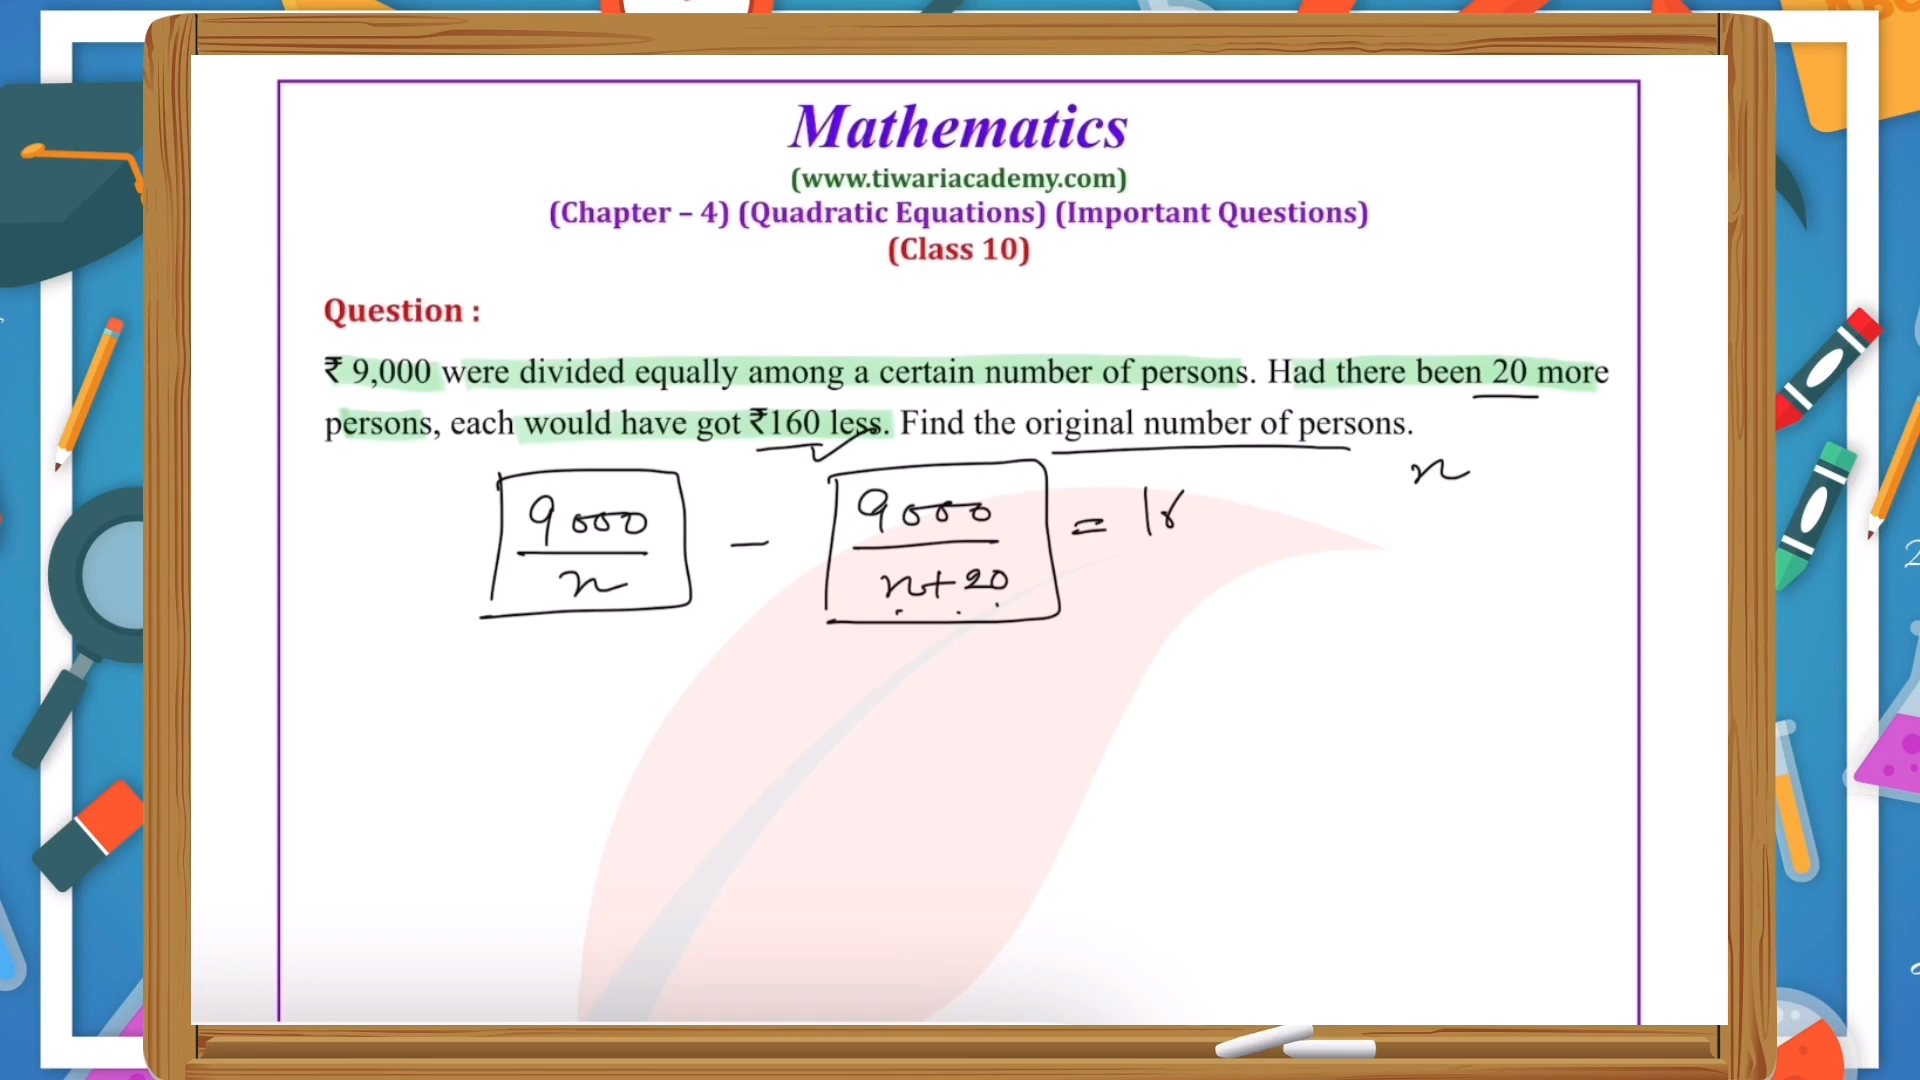 Mathematics
(www.tiwariacademy.com)
(Chapter – 4) (Quadratic Equations) (Important Questions)
(Class 10)
Question :
₹ 9,000 were divided equally among a certain number of persons. Had there been 20 more
persons, each would have got ₹160 less. Find the original number of persons.
n
9000
n
−
9000
n+20
=